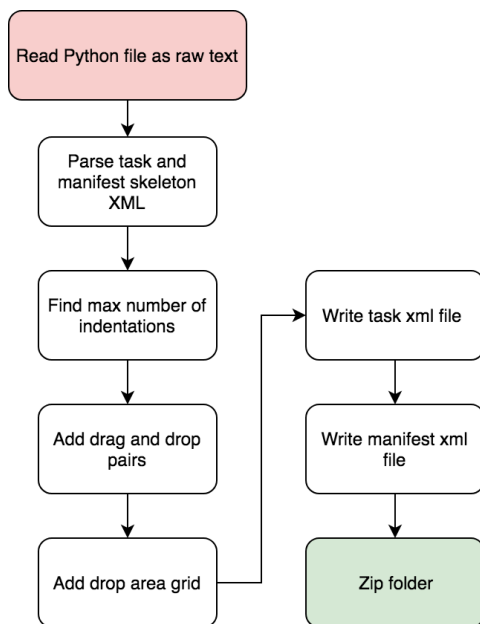 Read Python file as raw text
Parse task and
manifest skeleton
XML
Find max number of
indentations
Add drag and drop
pairs
Add drop area grid
Write task xml file
Write manifest xml
file
Zip folder